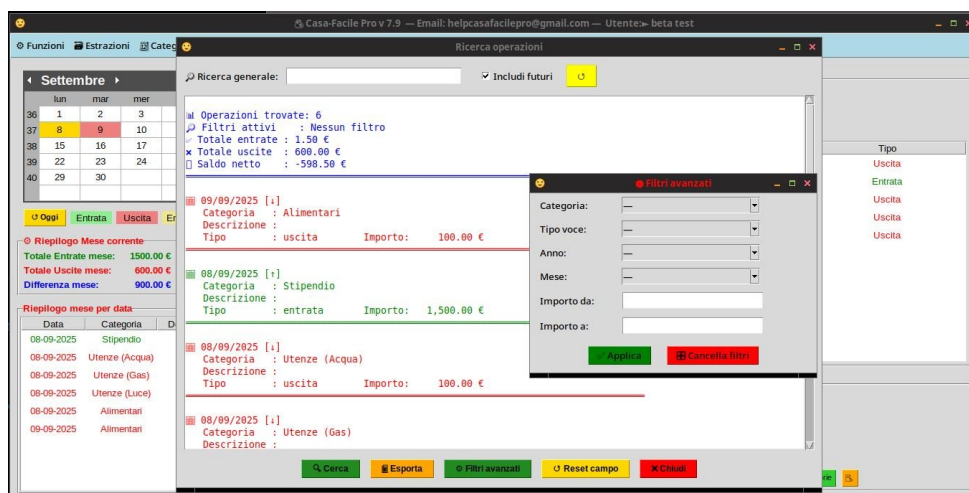 Casa-Facile Pro v 7.9 — Email: helpcasafacilepro@gmail.com — Utente:► beta test
Funzioni Estrazioni Categ
Ricerca operazioni
Ricerca generale: Includi futuri
Settembre
lun mar mer
36 1 2 3
37 8 9 10
38 15 16 17
39 22 23 24
40 29 30
Oggi Entrata Uscita
Riepilogo Mese corrente
Totale Entrate mese: 1500.00 €
Totale Uscite mese: 600.00 €
Differenza mese: 900.00 €
Riepilogo mese per data
Data Categoria D
08-09-2025 Stipendio
08-09-2025 Utenze (Acqua)
08-09-2025 Utenze (Gas)
08-09-2025 Utenze (Luce)
08-09-2025 Alimentari
09-09-2025 Alimentari
Operazioni trovate: 6
Filtri attivi : Nessun filtro
Totale entrate : 1.50 €
Totale uscite : 600.00 €
Saldo netto : -598.50 €
09/09/2025 [↓]
Categoria : Alimentari
Descrizione :
Tipo : uscita Importo: 100.00 €
08/09/2025 [↑]
Categoria : Stipendio
Descrizione :
Tipo : entrata Importo: 1,500.00 €
08/09/2025 [↓]
Categoria : Utenze (Acqua)
Descrizione :
Tipo : uscita Importo: 100.00 €
08/09/2025 [↓]
Categoria : Utenze (Gas)
Descrizione :
Cerca Esporta Filtri avanzati Reset campo Chiudi
Filtri avanzati
Categoria: —
Tipo voce: —
Anno: —
Mese: —
Importo da:
Importo a:
Applica Cancella filtri
Tipo
Uscita
Entrata
Uscita
Uscita
Uscita